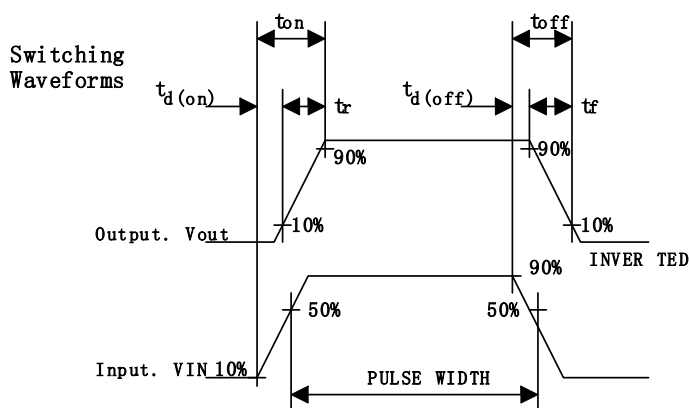 ton
toff
Switching
Waveforms
td(on)
tr
td(off)
tf
90%
90%
10%
10%
Output. Vout
INVER TED
90%
50%
50%
Input. VIN 10%
PULSE WIDTH